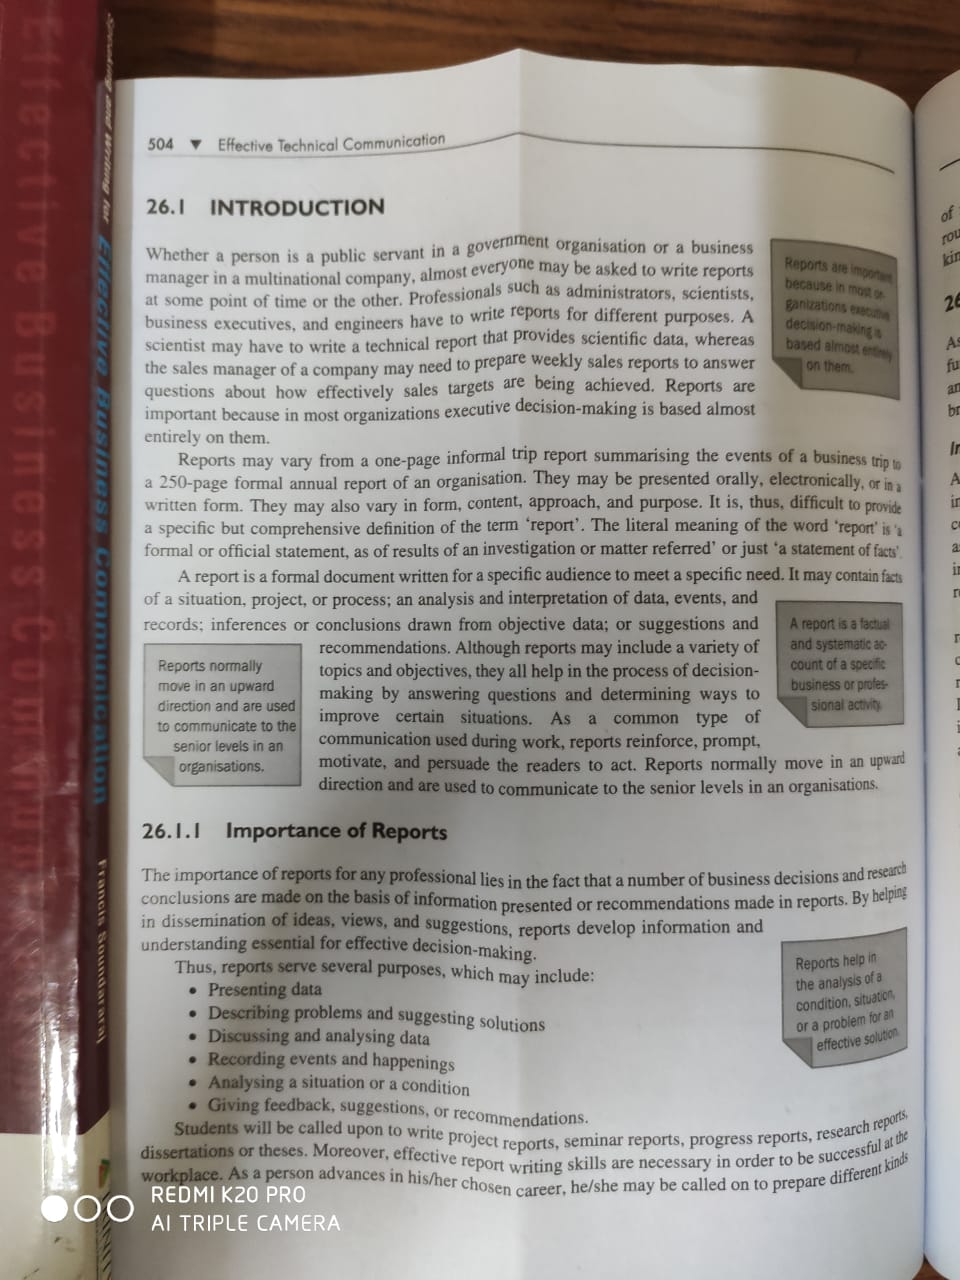 504 ▼ Effective Technical Communication
26.1 INTRODUCTION
Whether a person is a public servant in a government organisation or a business
manager in a multinational company, almost everyone may be asked to write reports
at some point of time or the other. Professionals such as administrators, scientists,
business executives, and engineers have to write reports for different purposes. A
scientist may have to write a technical report that provides scientific data, whereas
the sales manager of a company may need to prepare weekly sales reports to answer
questions about how effectively sales targets are being achieved. Reports are
important because in most organizations executive decision-making is based almost
entirely on them.
Reports are important
because in most or-
ganizations executive
decision-making is
based almost entirely
on them.
Reports may vary from a one-page informal trip report summarising the events of a business trip to
a 250-page formal annual report of an organisation. They may be presented orally, electronically, or in a
written form. They may also vary in form, content, approach, and purpose. It is, thus, difficult to provide
a specific but comprehensive definition of the term ‘report’. The literal meaning of the word ‘report’ is ‘a
formal or official statement, as of results of an investigation or matter referred’ or just ‘a statement of facts’.
A report is a formal document written for a specific audience to meet a specific need. It may contain facts
of a situation, project, or process; an analysis and interpretation of data, events, and
records; inferences or conclusions drawn from objective data; or suggestions and
recommendations. Although reports may include a variety of
topics and objectives, they all help in the process of decision-
making by answering questions and determining ways to
improve certain situations. As a common type of
communication used during work, reports reinforce, prompt,
motivate, and persuade the readers to act. Reports normally move in an upward
direction and are used to communicate to the senior levels in an organisations.
A report is a factual
and systematic ac-
count of a specific
business or profes-
sional activity.
Reports normally
move in an upward
direction and are used
to communicate to the
senior levels in an
organisations.
26.1.1 Importance of Reports
The importance of reports for any professional lies in the fact that a number of business decisions and research
conclusions are made on the basis of information presented or recommendations made in reports. By helping
in dissemination of ideas, views, and suggestions, reports develop information and
understanding essential for effective decision-making.
Thus, reports serve several purposes, which may include:
• Presenting data
• Describing problems and suggesting solutions
• Discussing and analysing data
• Recording events and happenings
• Analysing a situation or a condition
• Giving feedback, suggestions, or recommendations.
Reports help in
the analysis of a
condition, situation,
or a problem for an
effective solution.
Students will be called upon to write project reports, seminar reports, progress reports, research reports,
dissertations or theses. Moreover, effective report writing skills are necessary in order to be successful at the
workplace. As a person advances in his/her chosen career, he/she may be called on to prepare different kinds
Speaking and Writing for
Effective Business Communication
Francis Soundararaj
Effective Business Commun
of
rou
kin
26
As
fu
an
br
In
A
REDMI K20 PRO
AI TRIPLE CAMERA